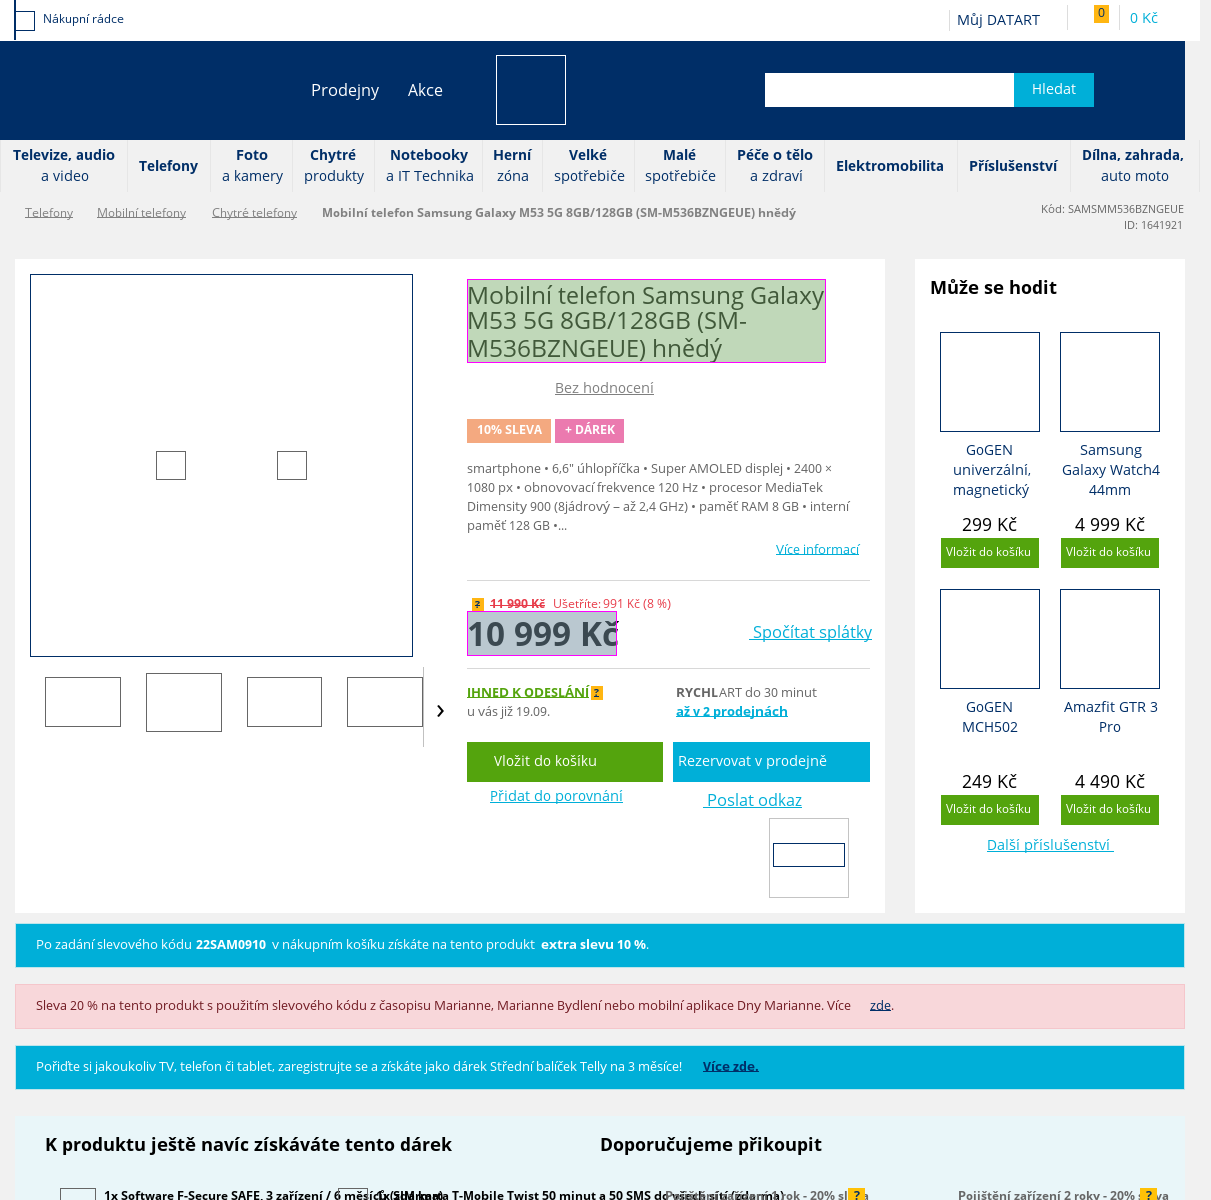 Nákupní rádce
Můj DATART
0
0 Kč
Prodejny
Akce
Hledat
Televize, audio
a video
Telefony
Foto
a kamery
Chytré
produkty
Notebooky
a IT Technika
Herní
zóna
Velké
spotřebiče
Malé
spotřebiče
Péče o tělo
a zdraví
Elektromobilita
Příslušenství
Dílna, zahrada,
auto moto
Telefony
Mobilní telefony
Chytré telefony
Mobilní telefon Samsung Galaxy M53 5G 8GB/128GB (SM-M536BZNGEUE) hnědý
Kód: SAMSMM536BZNGEUE
ID: 1641921
Mobilní telefon Samsung Galaxy
M53 5G 8GB/128GB (SM-
M536BZNGEUE) hnědý
Bez hodnocení
10% SLEVA
+ DÁREK
smartphone • 6,6" úhlopříčka • Super AMOLED displej • 2400 ×
1080 px • obnovovací frekvence 120 Hz • procesor MediaTek
Dimensity 900 (8jádrový – až 2,4 GHz) • paměť RAM 8 GB • interní
paměť 128 GB •...
Více informací
? 11 990 Kč Ušetříte: 991 Kč (8 %)
10 999 Kč
Spočítat splátky
IHNED K ODESLÁNÍ ?
u vás již 19.09.
RYCHLART do 30 minut
až v 2 prodejnách
Vložit do košíku
Rezervovat v prodejně
Přidat do porovnání
Poslat odkaz
Může se hodit
GoGEN
univerzální,
magnetický
299 Kč
Vložit do košíku
Samsung
Galaxy Watch4
44mm
4 999 Kč
Vložit do košíku
GoGEN
MCH502
249 Kč
Vložit do košíku
Amazfit GTR 3
Pro
4 490 Kč
Vložit do košíku
Další příslušenství
Po zadání slevového kódu 22SAM0910 v nákupním košíku získáte na tento produkt extra slevu 10 %.
Sleva 20 % na tento produkt s použitím slevového kódu z časopisu Marianne, Marianne Bydlení nebo mobilní aplikace Dny Marianne. Více zde.
Pořiďte si jakoukoliv TV, telefon či tablet, zaregistrujte se a získáte jako dárek Střední balíček Telly na 3 měsíce! Více zde.
K produktu ještě navíc získáváte tento dárek
Doporučujeme přikoupit
1x Software F-Secure SAFE, 3 zařízení / 6 měsíců (zdarma)
1x SIM karta T-Mobile Twist 50 minut a 50 SMS do všech sítí (zdarma)
Pojištění zařízení 1 rok - 20% sleva
?
Pojištění zařízení 2 roky - 20% sleva
?